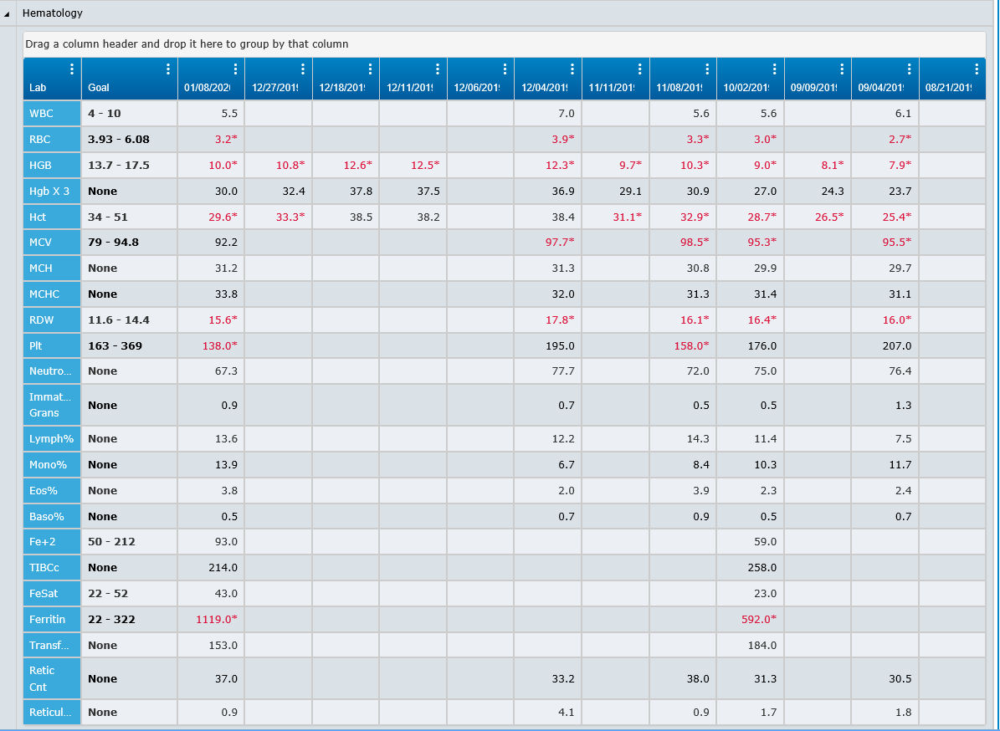 Hematology
Drag a column header and drop it here to group by that column
Lab Goal 01/08/202 12/27/201 12/18/201 12/11/201 12/06/201 12/04/201 11/11/201 11/08/201 10/02/201 09/09/201 09/04/201 08/21/201
WBC 4 - 10 5.5 7.0 5.6 5.6 6.1
RBC 3.93 - 6.08 3.2* 3.9* 3.3* 3.0* 2.7*
HGB 13.7 - 17.5 10.0* 10.8* 12.6* 12.5* 12.3* 9.7* 10.3* 9.0* 8.1* 7.9*
Hgb X 3 None 30.0 32.4 37.8 37.5 36.9 29.1 30.9 27.0 24.3 23.7
Hct 34 - 51 29.6* 33.3* 38.5 38.2 38.4 31.1* 32.9* 28.7* 26.5* 25.4*
MCV 79 - 94.8 92.2 97.7* 98.5* 95.3* 95.5*
MCH None 31.2 31.3 30.8 29.9 29.7
MCHC None 33.8 32.0 31.3 31.4 31.1
RDW 11.6 - 14.4 15.6* 17.8* 16.1* 16.4* 16.0*
Plt 163 - 369 138.0* 195.0 158.0* 176.0 207.0
Neutro... None 67.3 77.7 72.0 75.0 76.4
Immat...
Grans None 0.9 0.7 0.5 0.5 1.3
Lymph% None 13.6 12.2 14.3 11.4 7.5
Mono% None 13.9 6.7 8.4 10.3 11.7
Eos% None 3.8 2.0 3.9 2.3 2.4
Baso% None 0.5 0.7 0.9 0.5 0.7
Fe+2 50 - 212 93.0 59.0
TIBCc None 214.0 258.0
FeSat 22 - 52 43.0 23.0
Ferritin 22 - 322 1119.0* 592.0*
Transf... None 153.0 184.0
Retic
Cnt None 37.0 33.2 38.0 31.3 30.5
Reticul... None 0.9 4.1 0.9 1.7 1.8